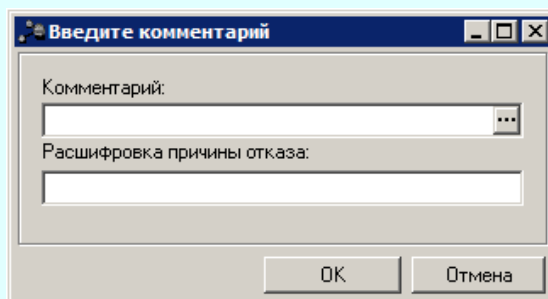 Введите комментарий
Комментарий:
...
Расшифровка причины отказа:
OK Отмена